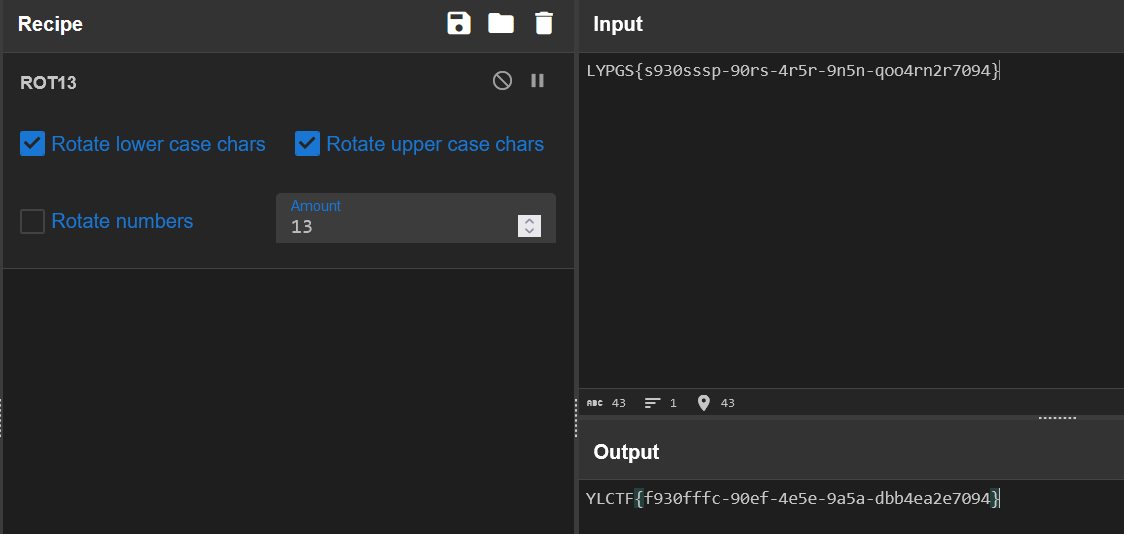 Recipe
ROT13
Rotate lower case chars
Rotate upper case chars
Rotate numbers
Amount
13
Input
LYPGS{s930sssp-90rs-4r5r-9n5n-qoo4rn2r7094}
ABC 43 1 43
Output
YLCTF{f930fffc-90ef-4e5e-9a5a-dbb4ea2e7094}